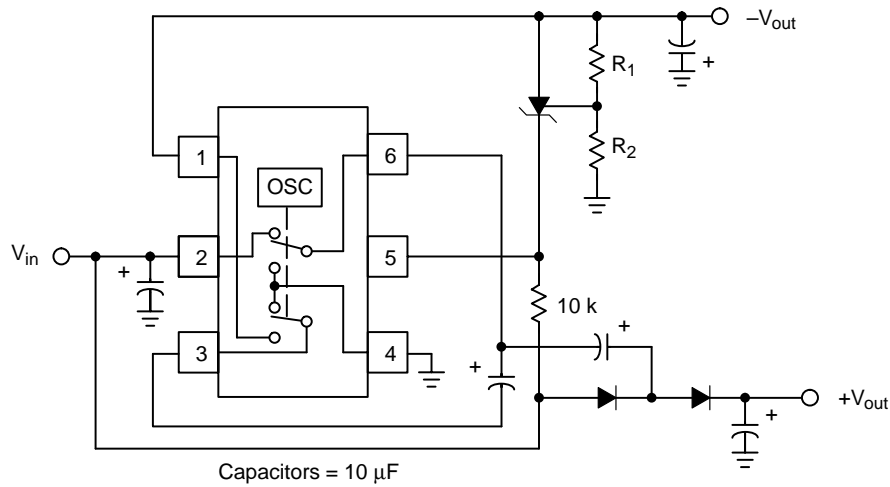 –Vout
R1
+
R2
1
6
OSC
Vin
2
5
+
10 k
+
3
4
+
+Vout
+
Capacitors = 10 μF